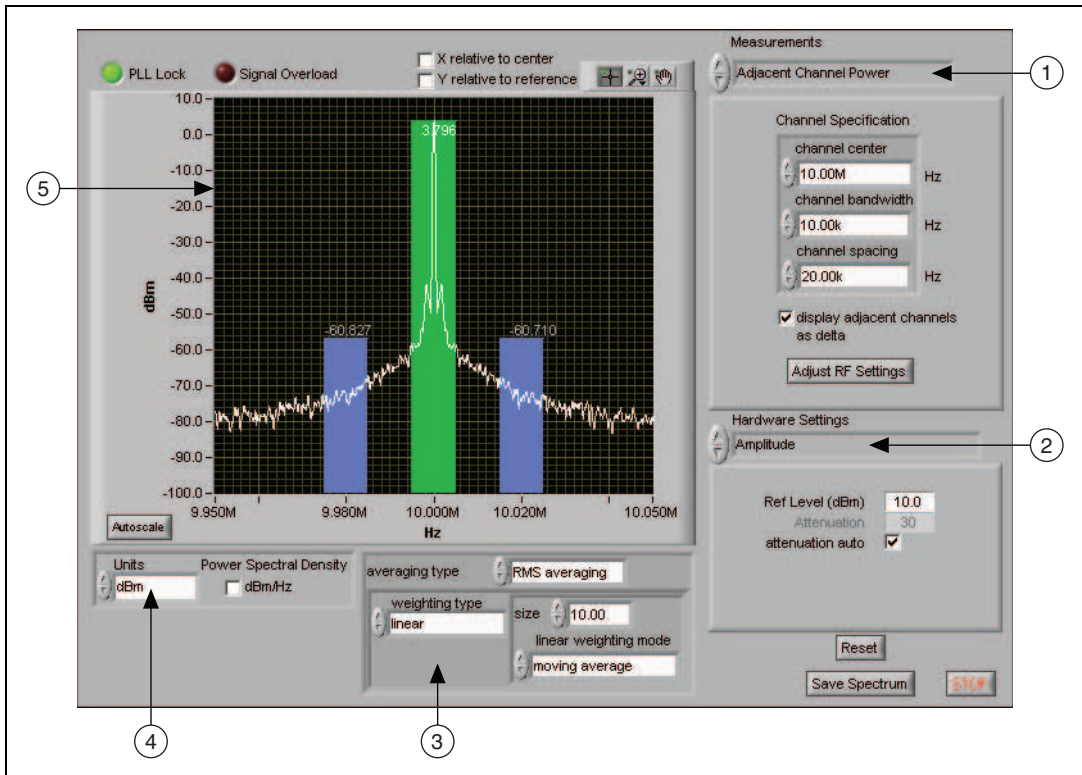 Measurements
PLL Lock Signal Overload X relative to center
Y relative to reference
Adjacent Channel Power 1
10.0
0.0
-10.0
-20.0
-30.0
-40.0
-50.0
-60.0
-70.0
-80.0
-90.0
-100.0
dBm
5
3.796
-60.827
-60.710
9.950M 9.980M 10.000M 10.020M 10.050M
Hz
Autoscale
Channel Specification
channel center
10.00M Hz
channel bandwidth
10.00k Hz
channel spacing
20.00k Hz
display adjacent channels
as delta
Adjust RF Settings
Hardware Settings
Amplitude 2
Ref Level (dBm) 10.0
Attenuation 30
attenuation auto
Units Power Spectral Density
dBm dBm/Hz
averaging type RMS averaging
weighting type
linear
size 10.00
linear weighting mode
moving average
Reset
Save Spectrum STOP
4 3